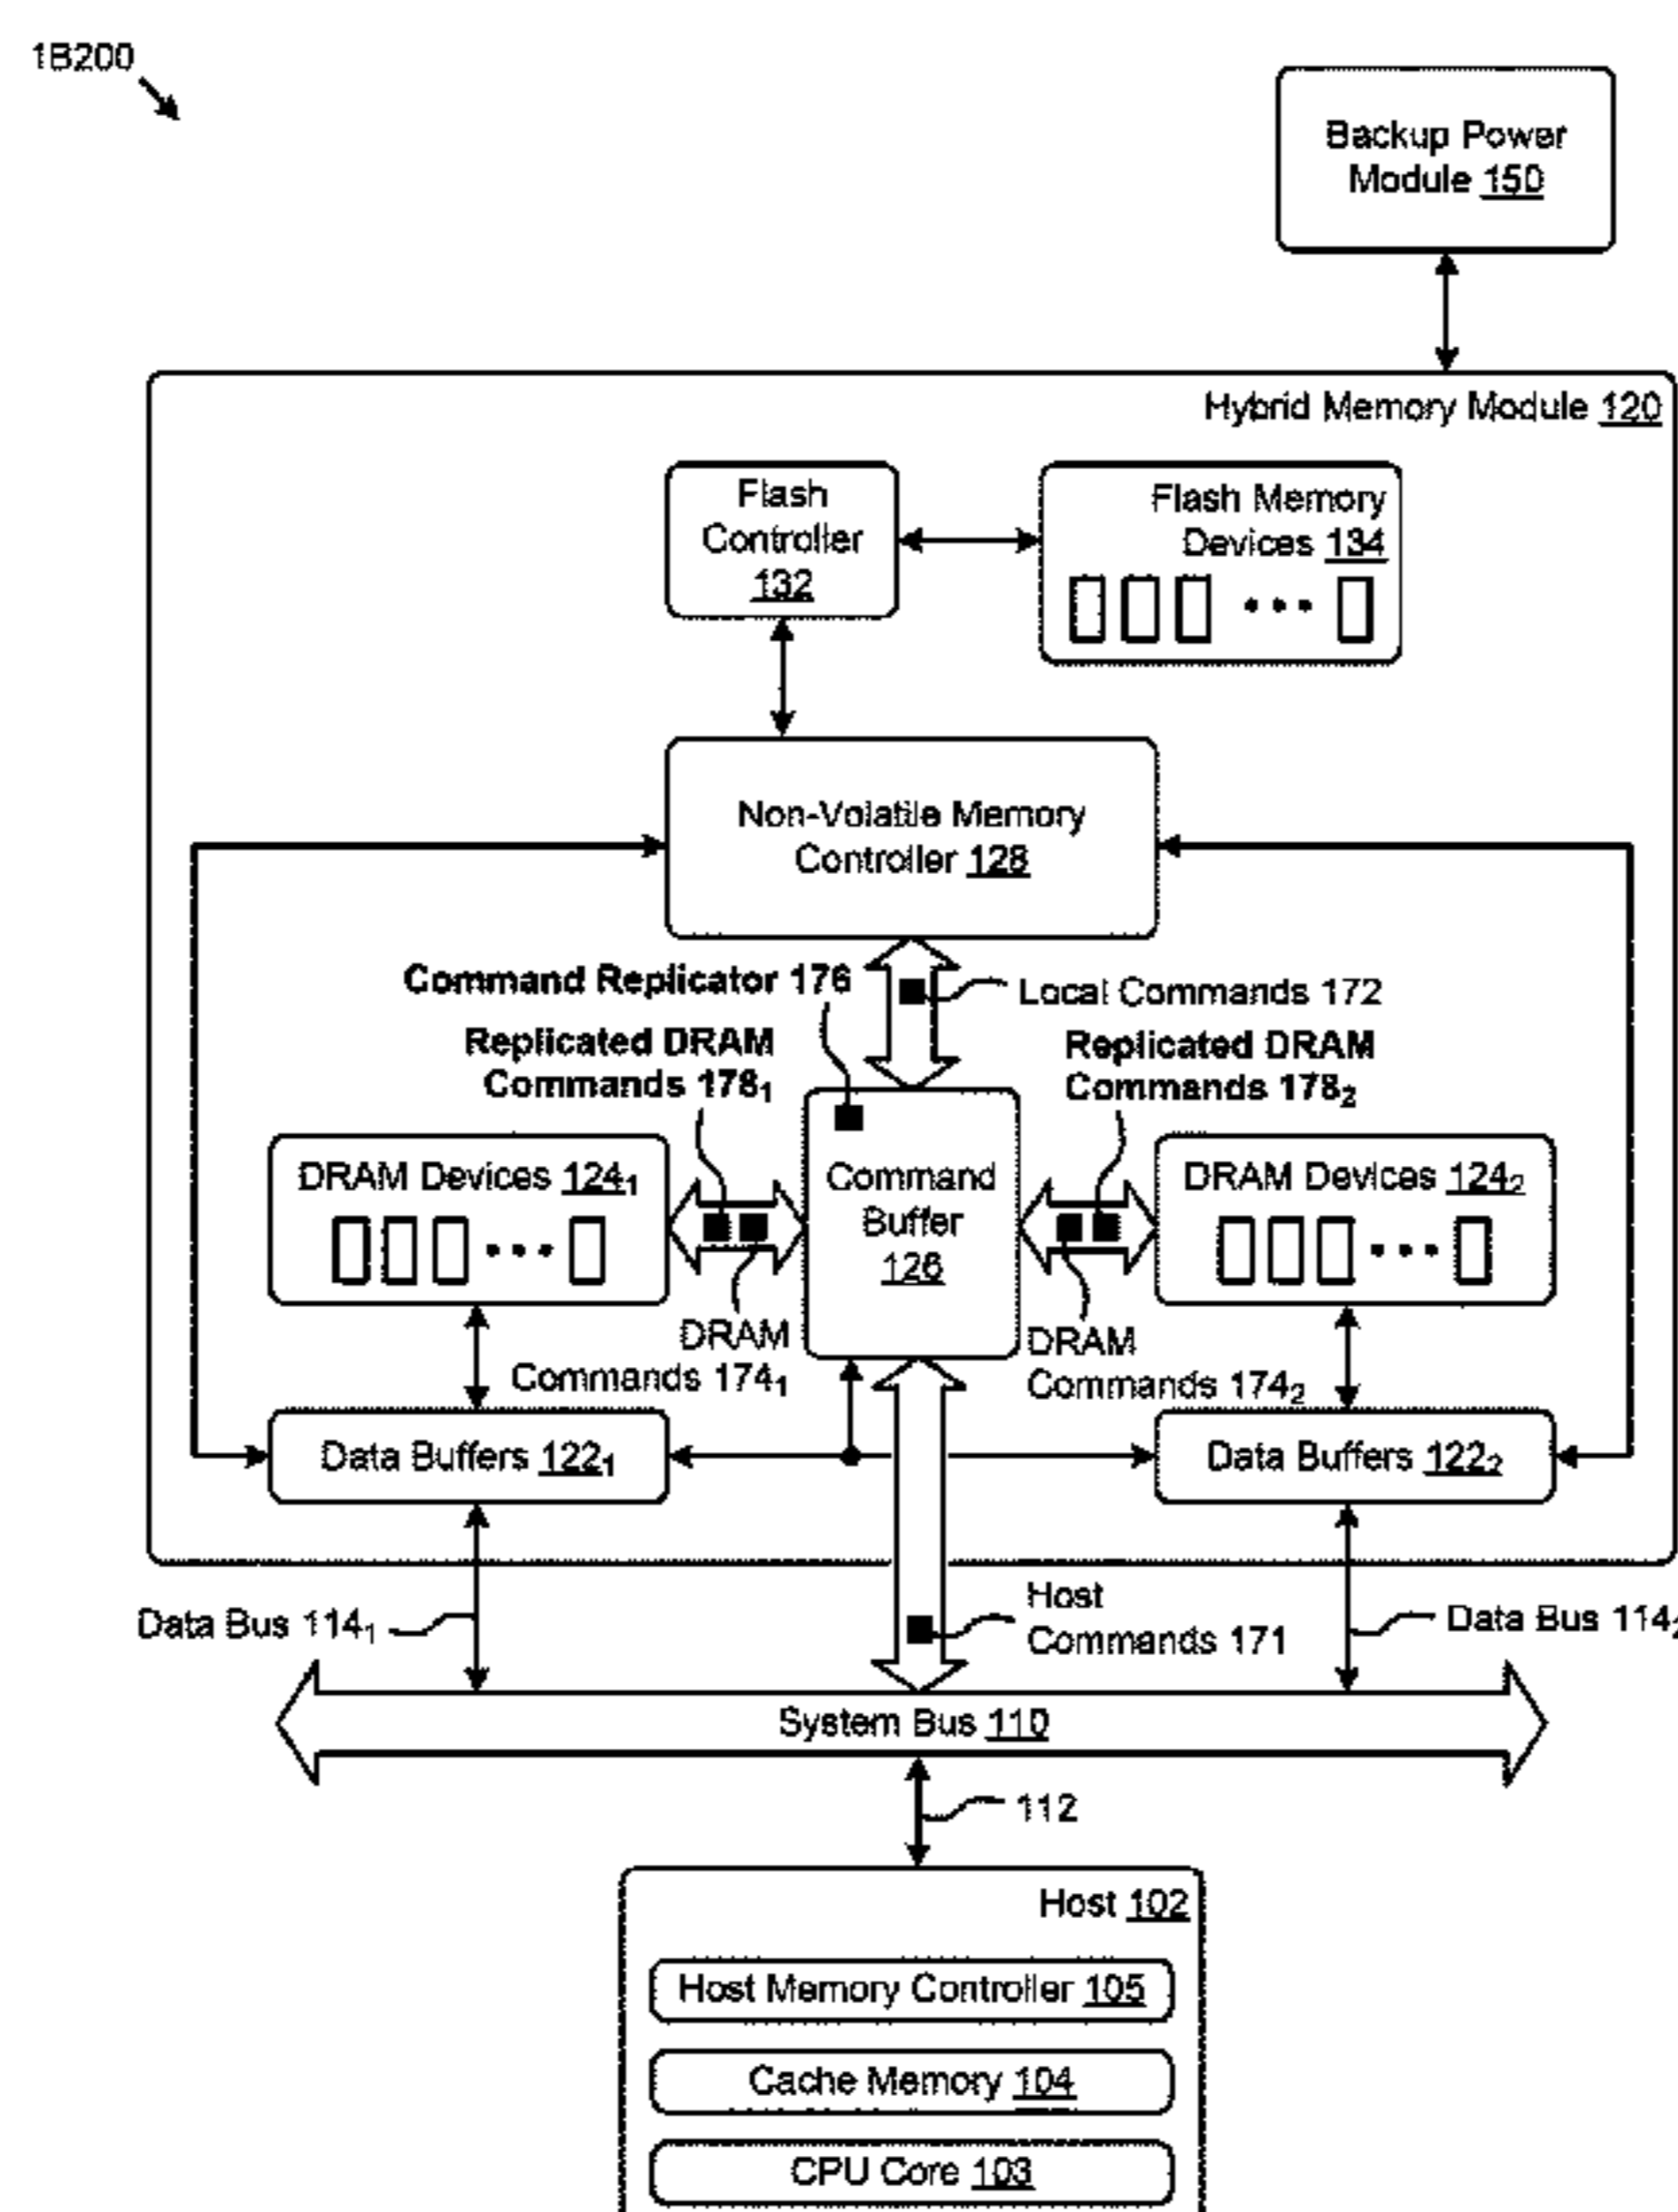 1B200
Backup Power
Module 150
Hybrid Memory Module 120
Flash
Controller
132
Flash Memory
Devices 134
Non-Volatile Memory
Controller 128
Command Replicator 176
Local Commands 172
Replicated DRAM
Commands 178₁
Replicated DRAM
Commands 178₂
DRAM Devices 124₁
Command
Buffer
126
DRAM Devices 124₂
DRAM
Commands 174₁
DRAM
Commands 174₂
Data Buffers 122₁
Data Buffers 122₂
Data Bus 114₁
Host
Commands 171
Data Bus 114₂
System Bus 110
112
Host 102
Host Memory Controller 105
Cache Memory 104
CPU Core 103